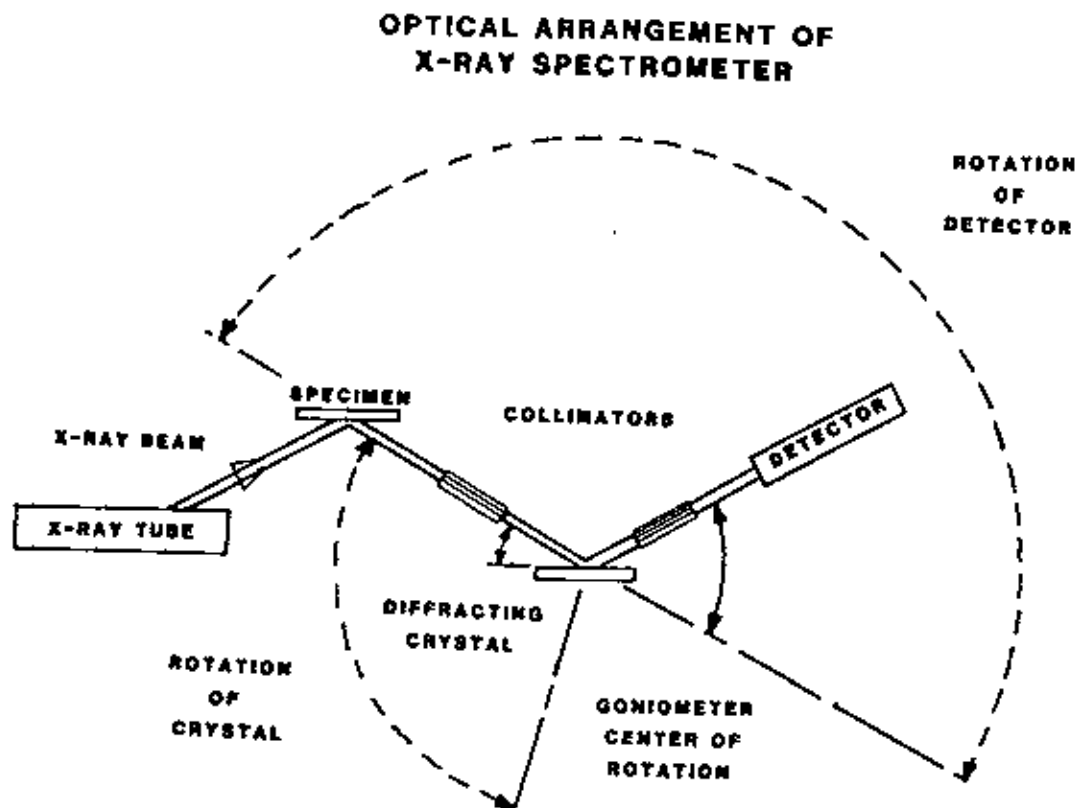 OPTICAL ARRANGEMENT OF
X-RAY SPECTROMETER
ROTATION
OF
DETECTOR
SPECIMEN
COLLINATORS
X-RAY BEAM
DETECTOR
X-RAY TUBE
DIFFRACTING
CRYSTAL
ROTATION
OF
CRYSTAL
GONIOMETER
CENTER OF
ROTATION